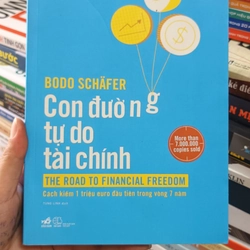 BODO SCHÄFER
Con đường
tự do
tài chính
More than
7.000.000
copies sold
THE ROAD TO FINANCIAL FREEDOM
Cách kiếm 1 triệu euro đầu tiên trong vòng 7 năm